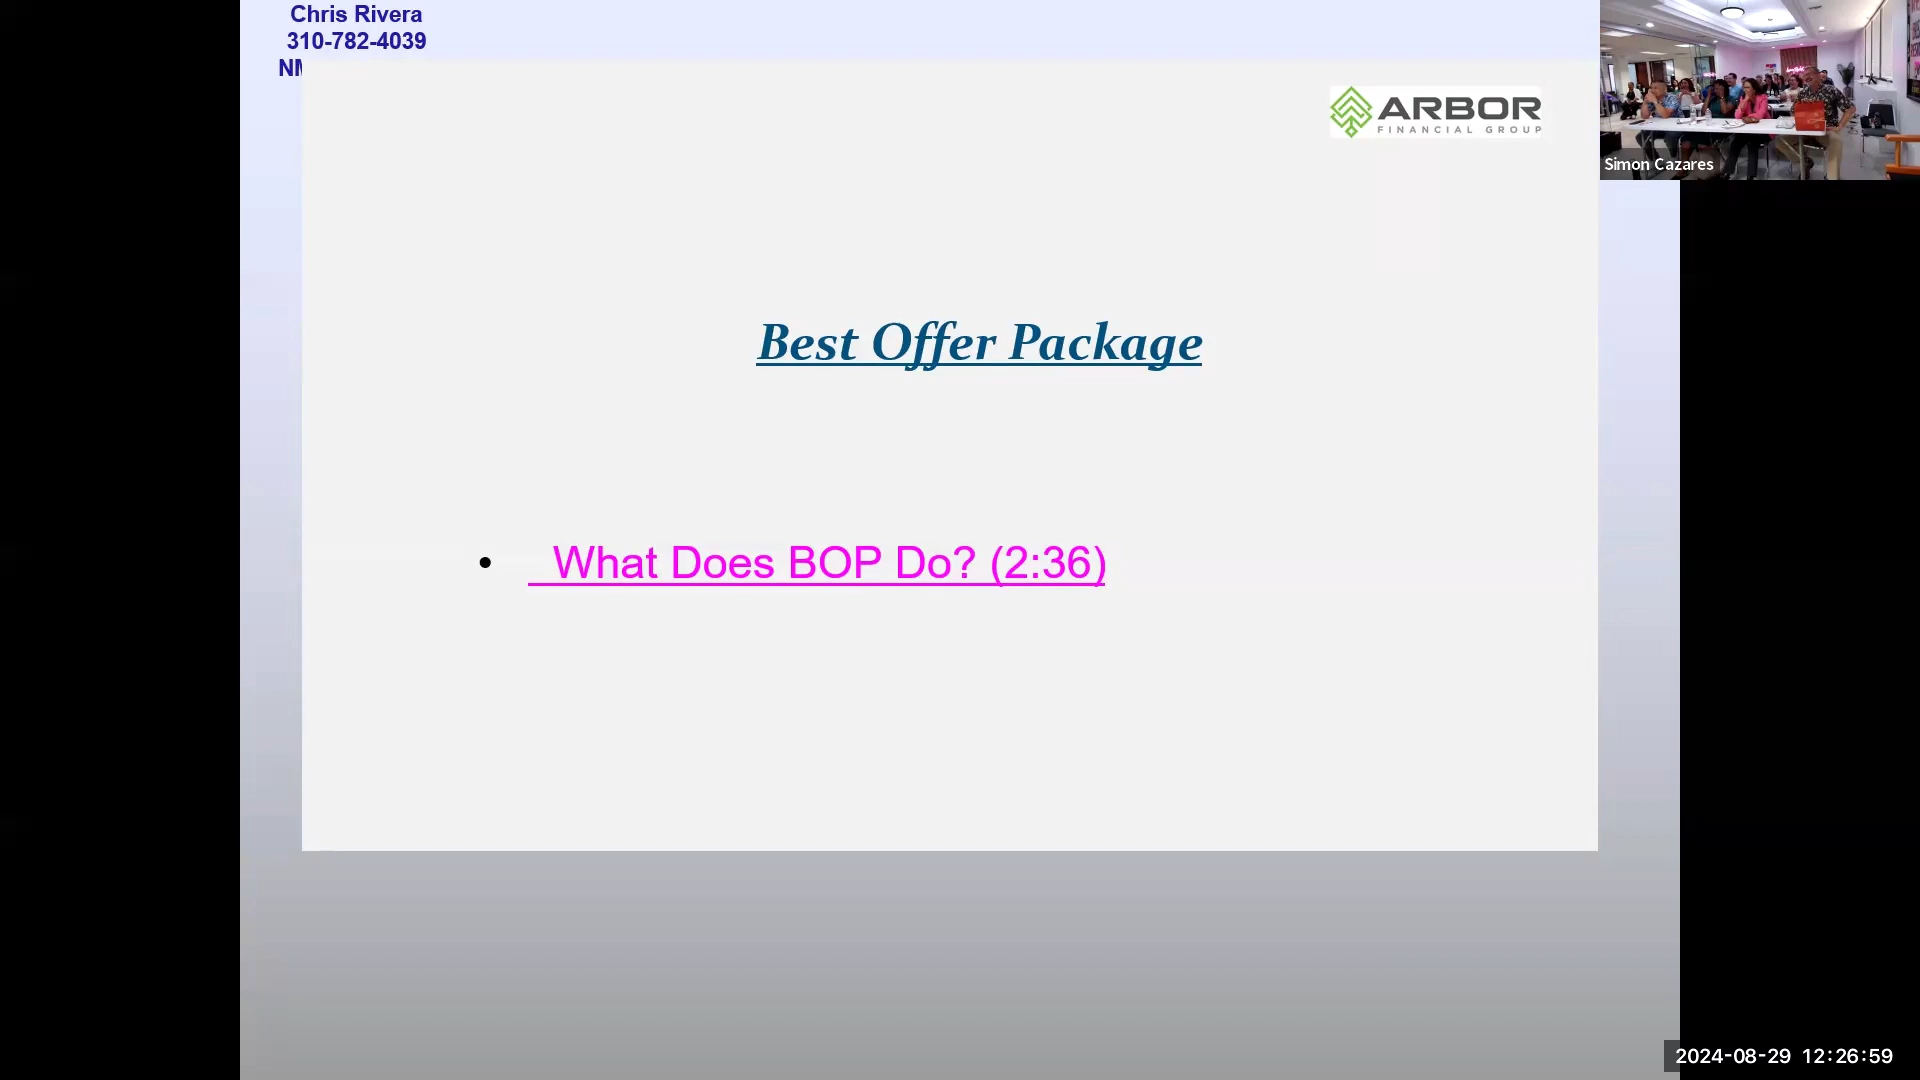 Chris Rivera
310-782-4039
ARBOR
FINANCIAL GROUP
Simon Cazares
Best Offer Package
• What Does BOP Do? (2:36)
2024-08-29 12:26:59